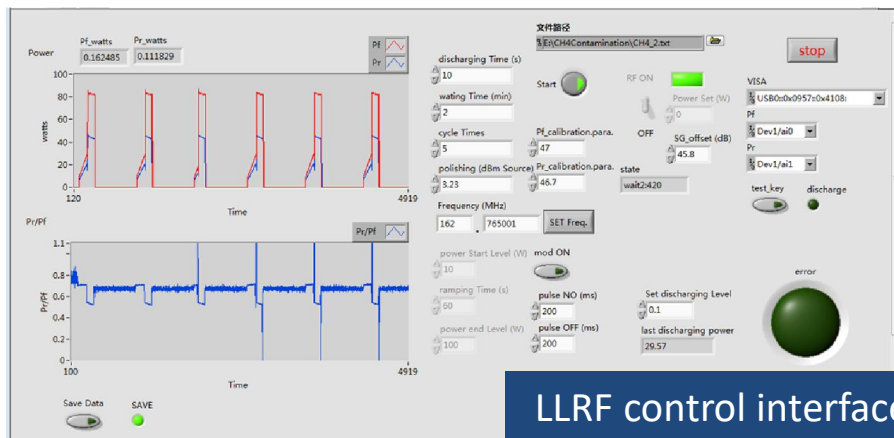 文件路径
E:\CH4Contamination\CH4_2.txt
Power
Pf_watts
Pr_watts
0.162485
0.111829
Pf
Pr
100
80
60
40
20
0
watts
120
4919
Time
Pr/Pf
Pr/Pf
1.1
0.8
0.6
0.4
0.2
0
Pr/Pf
100
4919
Time
Save Data
SAVE
discharging Time (s)
10
wating Time (min)
2
cycle Times
5
polishing (dBm Source)
3.23
Start
Pf_calibration.para.
47
Pr_calibration.para.
46.7
RF ON
OFF
Power Set (W)
0
SG_offset (dB)
45.8
state
wait2:420
stop
VISA
USB0::0x0957::0x4108:
Pf
Dev1/ai0
Pr
Dev1/ai1
test_key
discharge
Frequency (MHz)
162 . 765001
SET Freq.
power Start Level (W)
10
ramping Time (s)
60
power end Level (W)
100
mod ON
pulse NO (ms)
200
pulse OFF (ms)
200
Set discharging Level
0.1
last discharging power
29.57
error
LLRF control interface